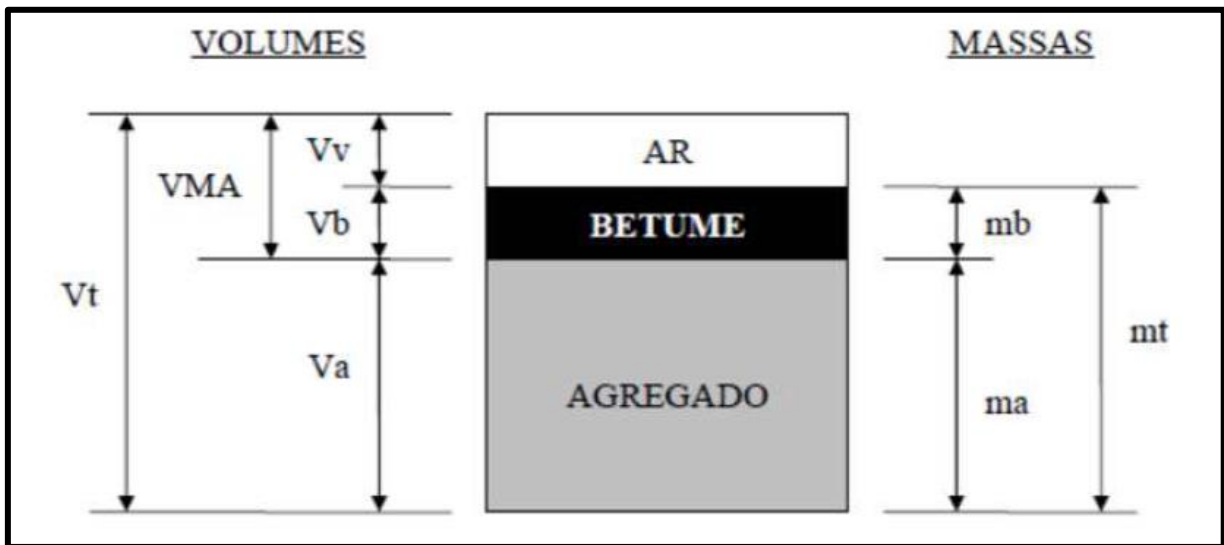 VOLUMES
MASSAS
Vv
AR
VMA
Vb
BETUME
mb
Vt
Va
AGREGADO
ma
mt